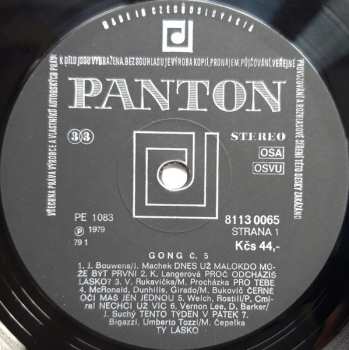 MADE IN CZECHOSLOVAKIA
K DÍLU JSOU VYHRAZENA. BEZ SOUHLASU JE VÝROBA KOPIÍ, PRONÁJEM, PŮJČOVÁNÍ, VEŘEJNÉ
PROVOZOVÁNÍ A ROZHLASOVÉ ŠÍŘENÍ TÉTO DESKY ZAKÁZÁNO
VŠECHNA PRÁVA VÝROBCE A VLASTNÍKŮ AUTORSKÝCH PRÁV
PANTON
33
STEREO
OSA
OSVU
PE 1083
8113 0065
℗ 1979
STRANA 1
79 1
Kčs 44,-
GONG Č. 5
1. J. Bouwens/J. Machek DNES UŽ MÁLOKDO MŮ-
ŽE BÝT PRVNÍ 2. K. Langerová PROČ ODCHÁZÍŠ
LÁSKO? 3. V. Rukavička/M. Procházka PRO TEBE
4. McRonald, Dunhills, Girado/M. Bukovič ČERNÉ
OČI MÁŠ JEN JEDNOU 5. Welch, Rostill/P. Cmí-
ral NECHCI UŽ VÍC 6. Vernon Lee, D. Barker/
J. Suchý TENTO TÝDEN V PÁTEK 7.
Bigazzi, Umberto Tozzi/M. Čepelka
TY LÁSKO